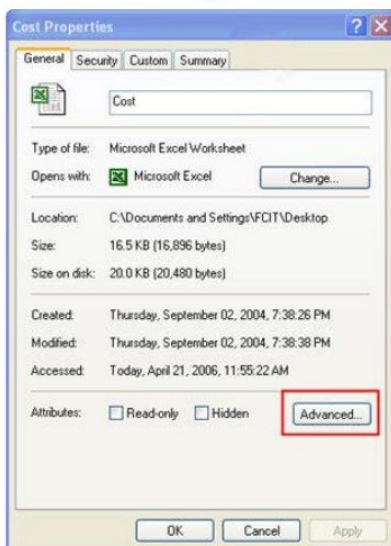 Cost Properties
General Security Custom Summary
Cost
Type of file: Microsoft Excel Worksheet
Opens with: Microsoft Excel Change...
Location: C:\Documents and Settings\FCIT\Desktop
Size: 16.5 KB (16,896 bytes)
Size on disk: 20.0 KB (20,480 bytes)
Created: Thursday, September 02, 2004, 7:38:26 PM
Modified: Thursday, September 02, 2004, 7:38:38 PM
Accessed: Today, April 21, 2006, 11:55:22 AM
Attributes: Read-only Hidden Advanced...
OK Cancel Apply